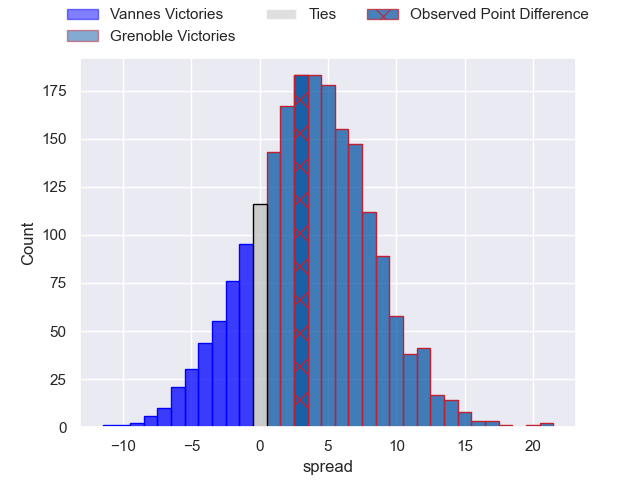 Vannes Victories
Grenoble Victories
Ties
Observed Point Difference
Count
175
150
125
100
75
50
25
0
−10
−5
0
5
10
15
20
spread